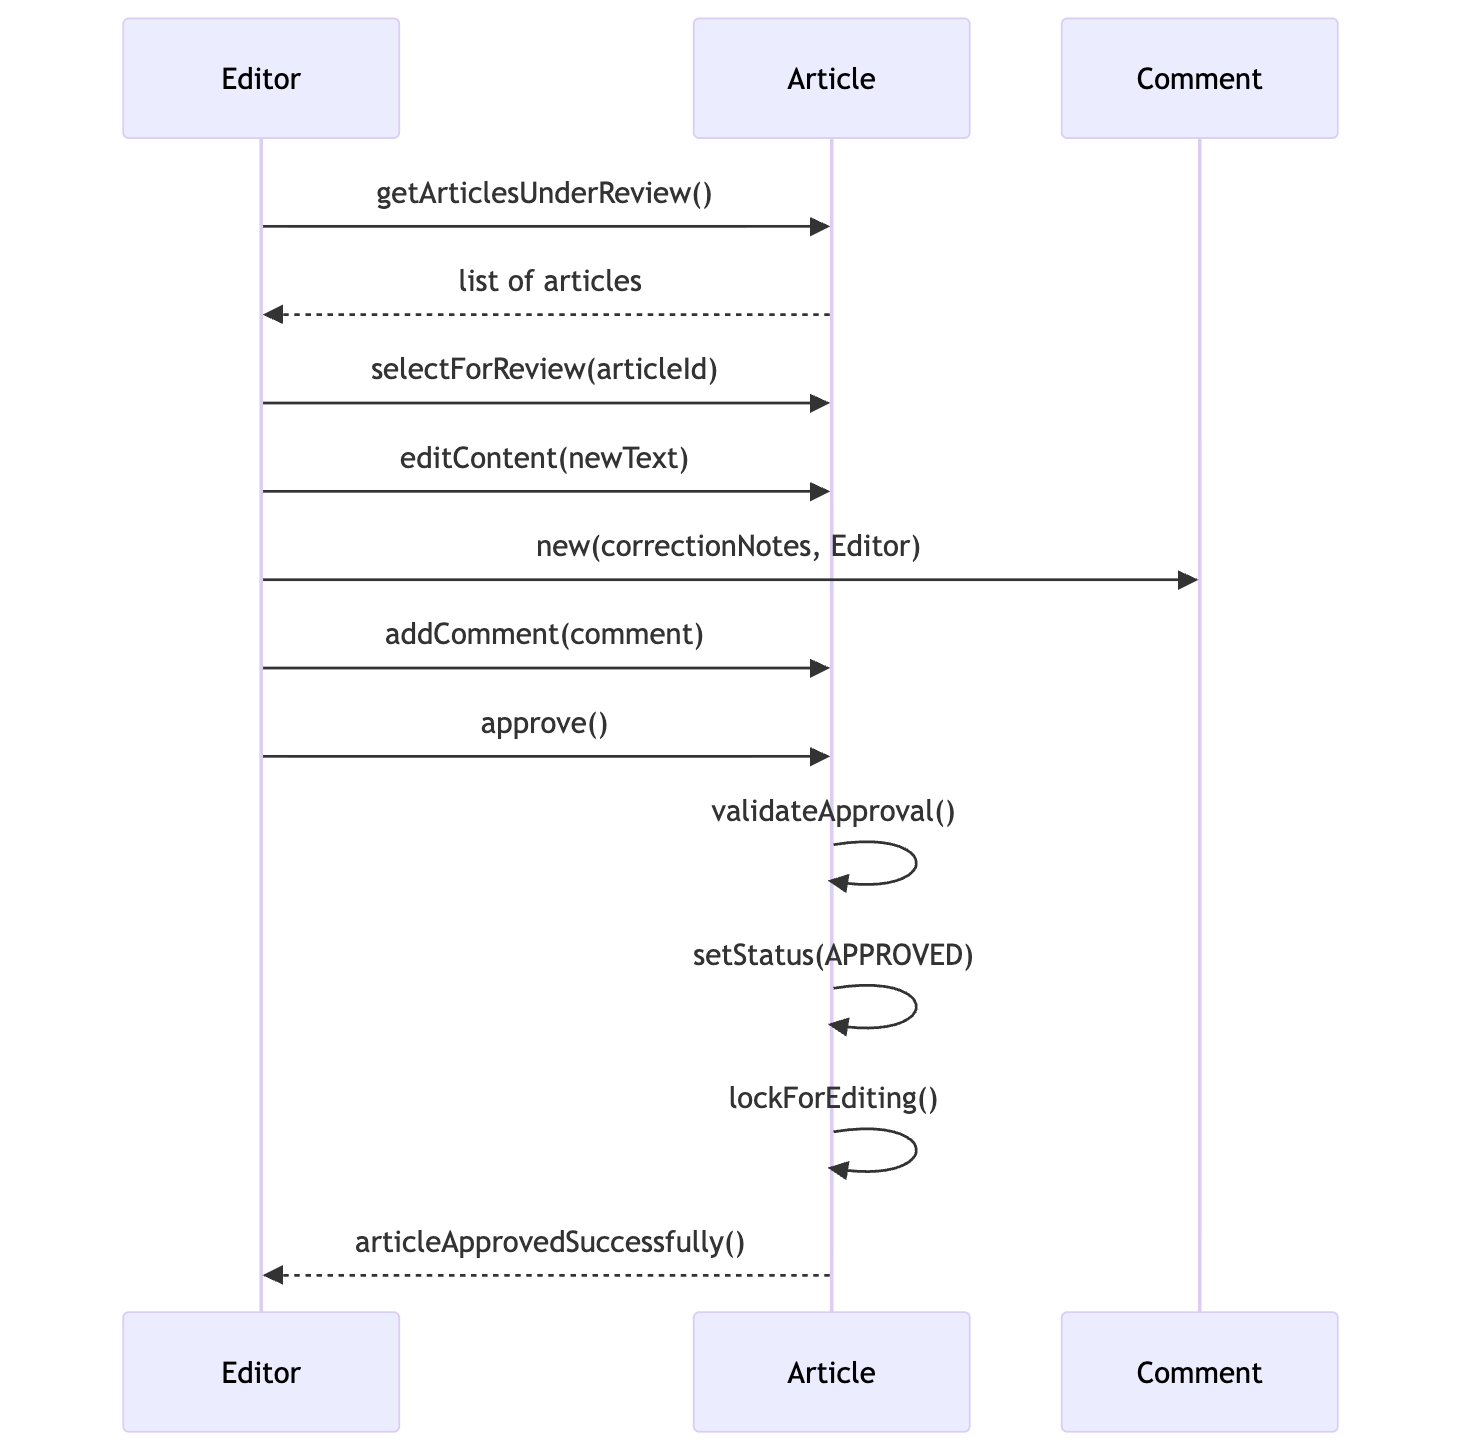 Editor
Article
Comment
getArticlesUnderReview()
list of articles
selectForReview(articleId)
editContent(newText)
new(correctionNotes, Editor)
addComment(comment)
approve()
validateApproval()
setStatus(APPROVED)
lockForEditing()
articleApprovedSuccessfully()
Editor
Article
Comment